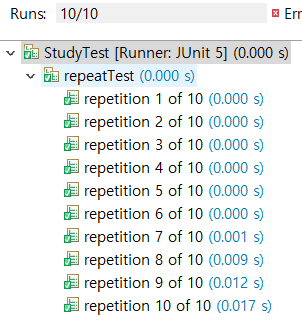 Runs: 10/10 Err
StudyTest [Runner: JUnit 5] (0.000 s)
repeatTest (0.000 s)
repetition 1 of 10 (0.000 s)
repetition 2 of 10 (0.000 s)
repetition 3 of 10 (0.000 s)
repetition 4 of 10 (0.000 s)
repetition 5 of 10 (0.000 s)
repetition 6 of 10 (0.000 s)
repetition 7 of 10 (0.001 s)
repetition 8 of 10 (0.009 s)
repetition 9 of 10 (0.012 s)
repetition 10 of 10 (0.017 s)